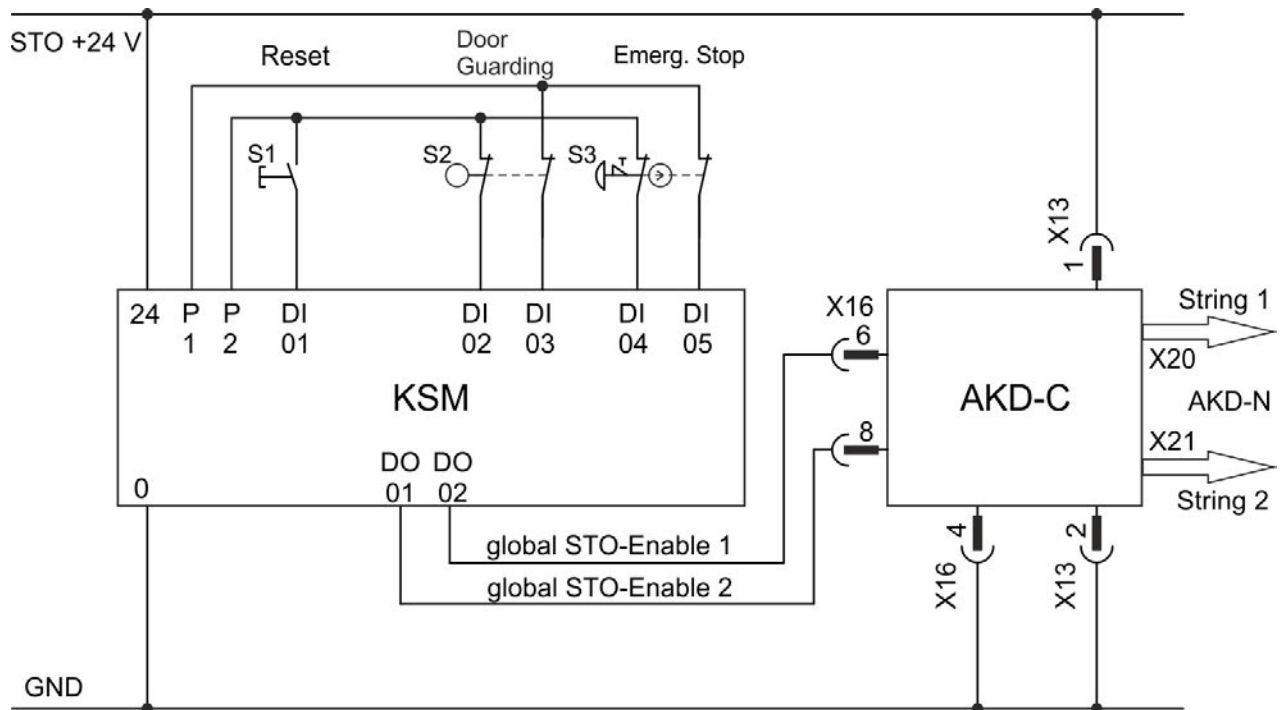 STO +24 V
Reset
Door
Guarding
Emerg. Stop
S1
S2
S3
24 P P DI DI DI DI DI
1 2 01 02 03 04 05
KSM
DO DO
0 01 02
global STO-Enable 1
global STO-Enable 2
X13
1
X16
6
8
AKD-C
String 1
X20
AKD-N
X21
String 2
4
X16
2
X13
GND